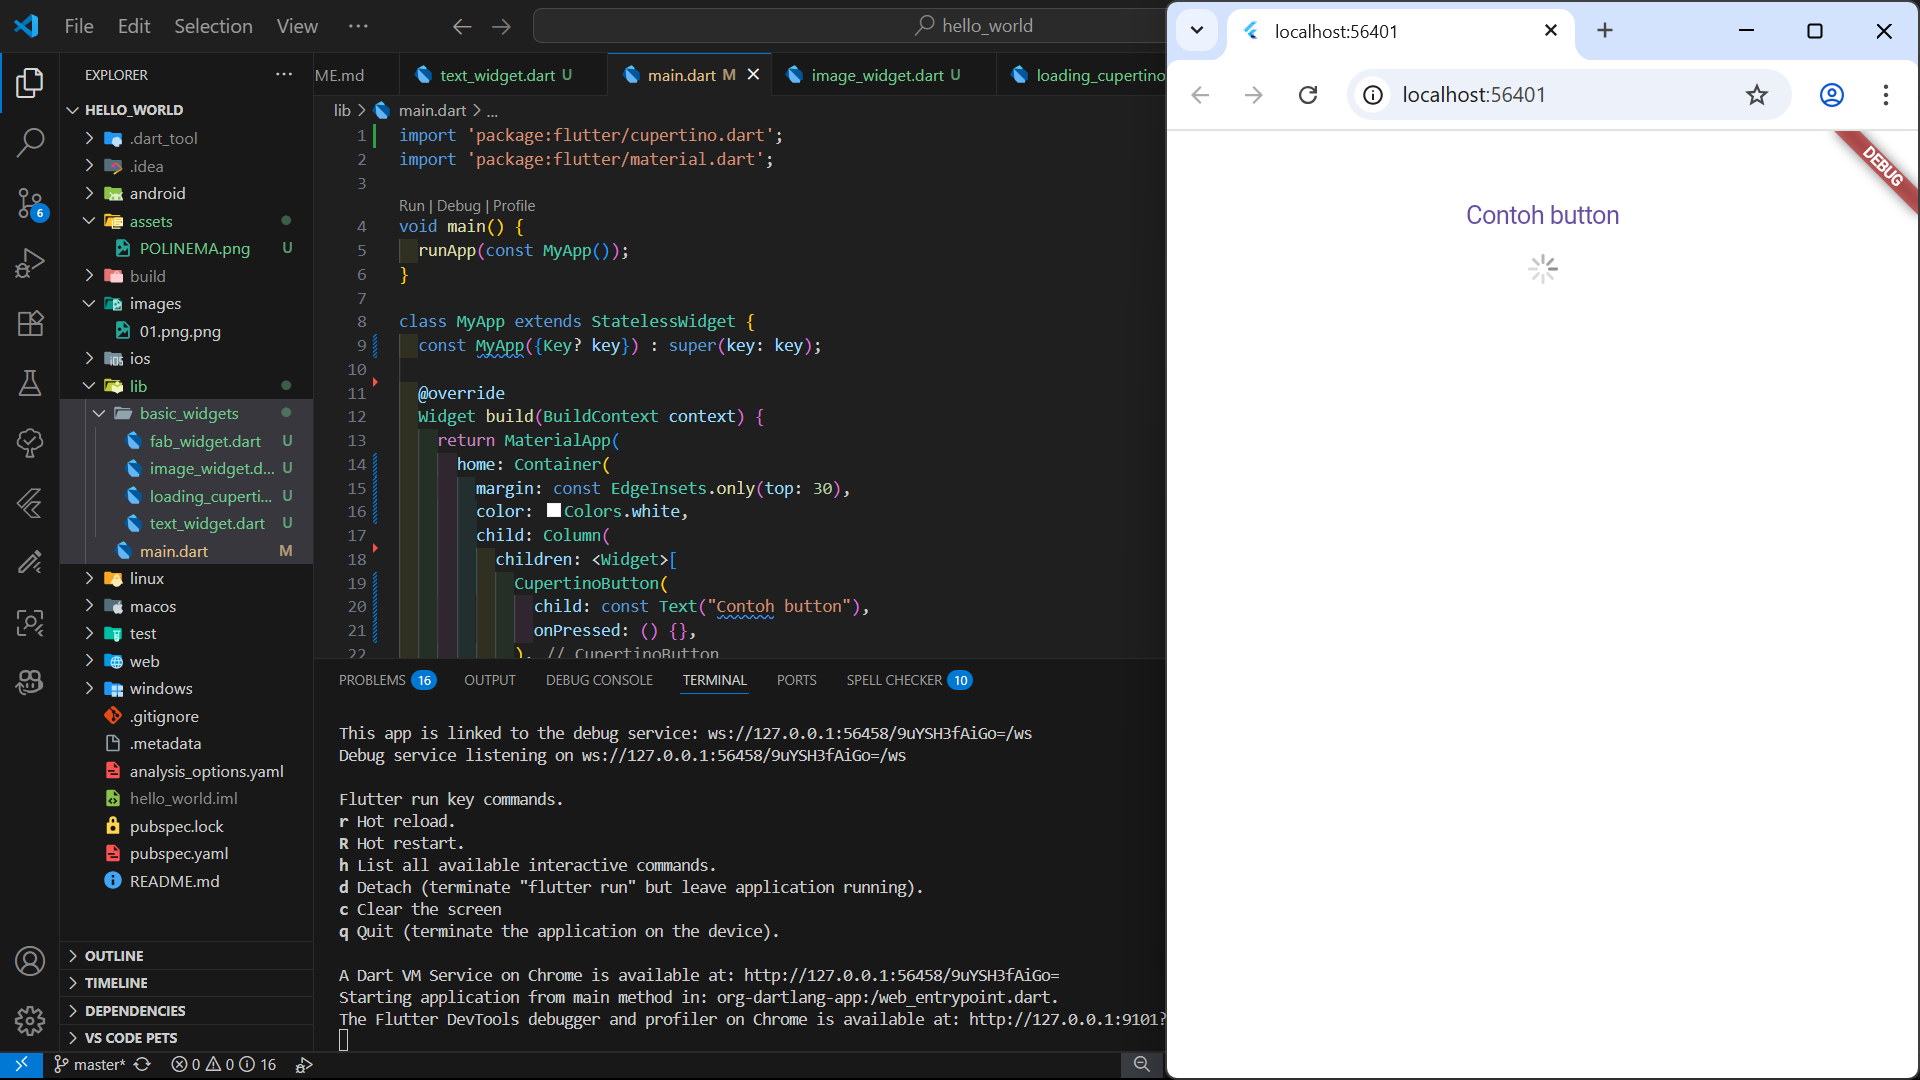 File Edit Selection View ...
hello_world
EXPLORER
HELLO_WORLD
.dart_tool
.idea
android
assets
POLINEMA.png U
build
images
01.png.png
ios
lib
basic_widgets
fab_widget.dart U
image_widget.d... U
loading_cuperti... U
text_widget.dart U
main.dart M
linux
macos
test
web
windows
.gitignore
.metadata
analysis_options.yaml
hello_world.iml
pubspec.lock
pubspec.yaml
README.md
OUTLINE
TIMELINE
DEPENDENCIES
VS CODE PETS
6
ME.md text_widget.dart U main.dart M image_widget.dart U loading_cupertino
lib > main.dart > ...
1 import 'package:flutter/cupertino.dart';
2 import 'package:flutter/material.dart';
3
Run | Debug | Profile
4 void main() {
5 runApp(const MyApp());
6 }
7
8 class MyApp extends StatelessWidget {
9 const MyApp({Key? key}) : super(key: key);
10
11 @override
12 Widget build(BuildContext context) {
13 return MaterialApp(
14 home: Container(
15 margin: const EdgeInsets.only(top: 30),
16 color: Colors.white,
17 child: Column(
18 children: <Widget>[
19 CupertinoButton(
20 child: const Text("Contoh button"),
21 onPressed: () {},
22 ), // CupertinoButton
PROBLEMS 16 OUTPUT DEBUG CONSOLE TERMINAL PORTS SPELL CHECKER 10
This app is linked to the debug service: ws://127.0.0.1:56458/9uYSH3fAiGo=/ws
Debug service listening on ws://127.0.0.1:56458/9uYSH3fAiGo=/ws
Flutter run key commands.
r Hot reload.
R Hot restart.
h List all available interactive commands.
d Detach (terminate "flutter run" but leave application running).
c Clear the screen
q Quit (terminate the application on the device).
A Dart VM Service on Chrome is available at: http://127.0.0.1:56458/9uYSH3fAiGo=
Starting application from main method in: org-dartlang-app:/web_entrypoint.dart.
The Flutter DevTools debugger and profiler on Chrome is available at: http://127.0.0.1:9101?
master* 0 0 16
localhost:56401
localhost:56401
DEBUG
Contoh button